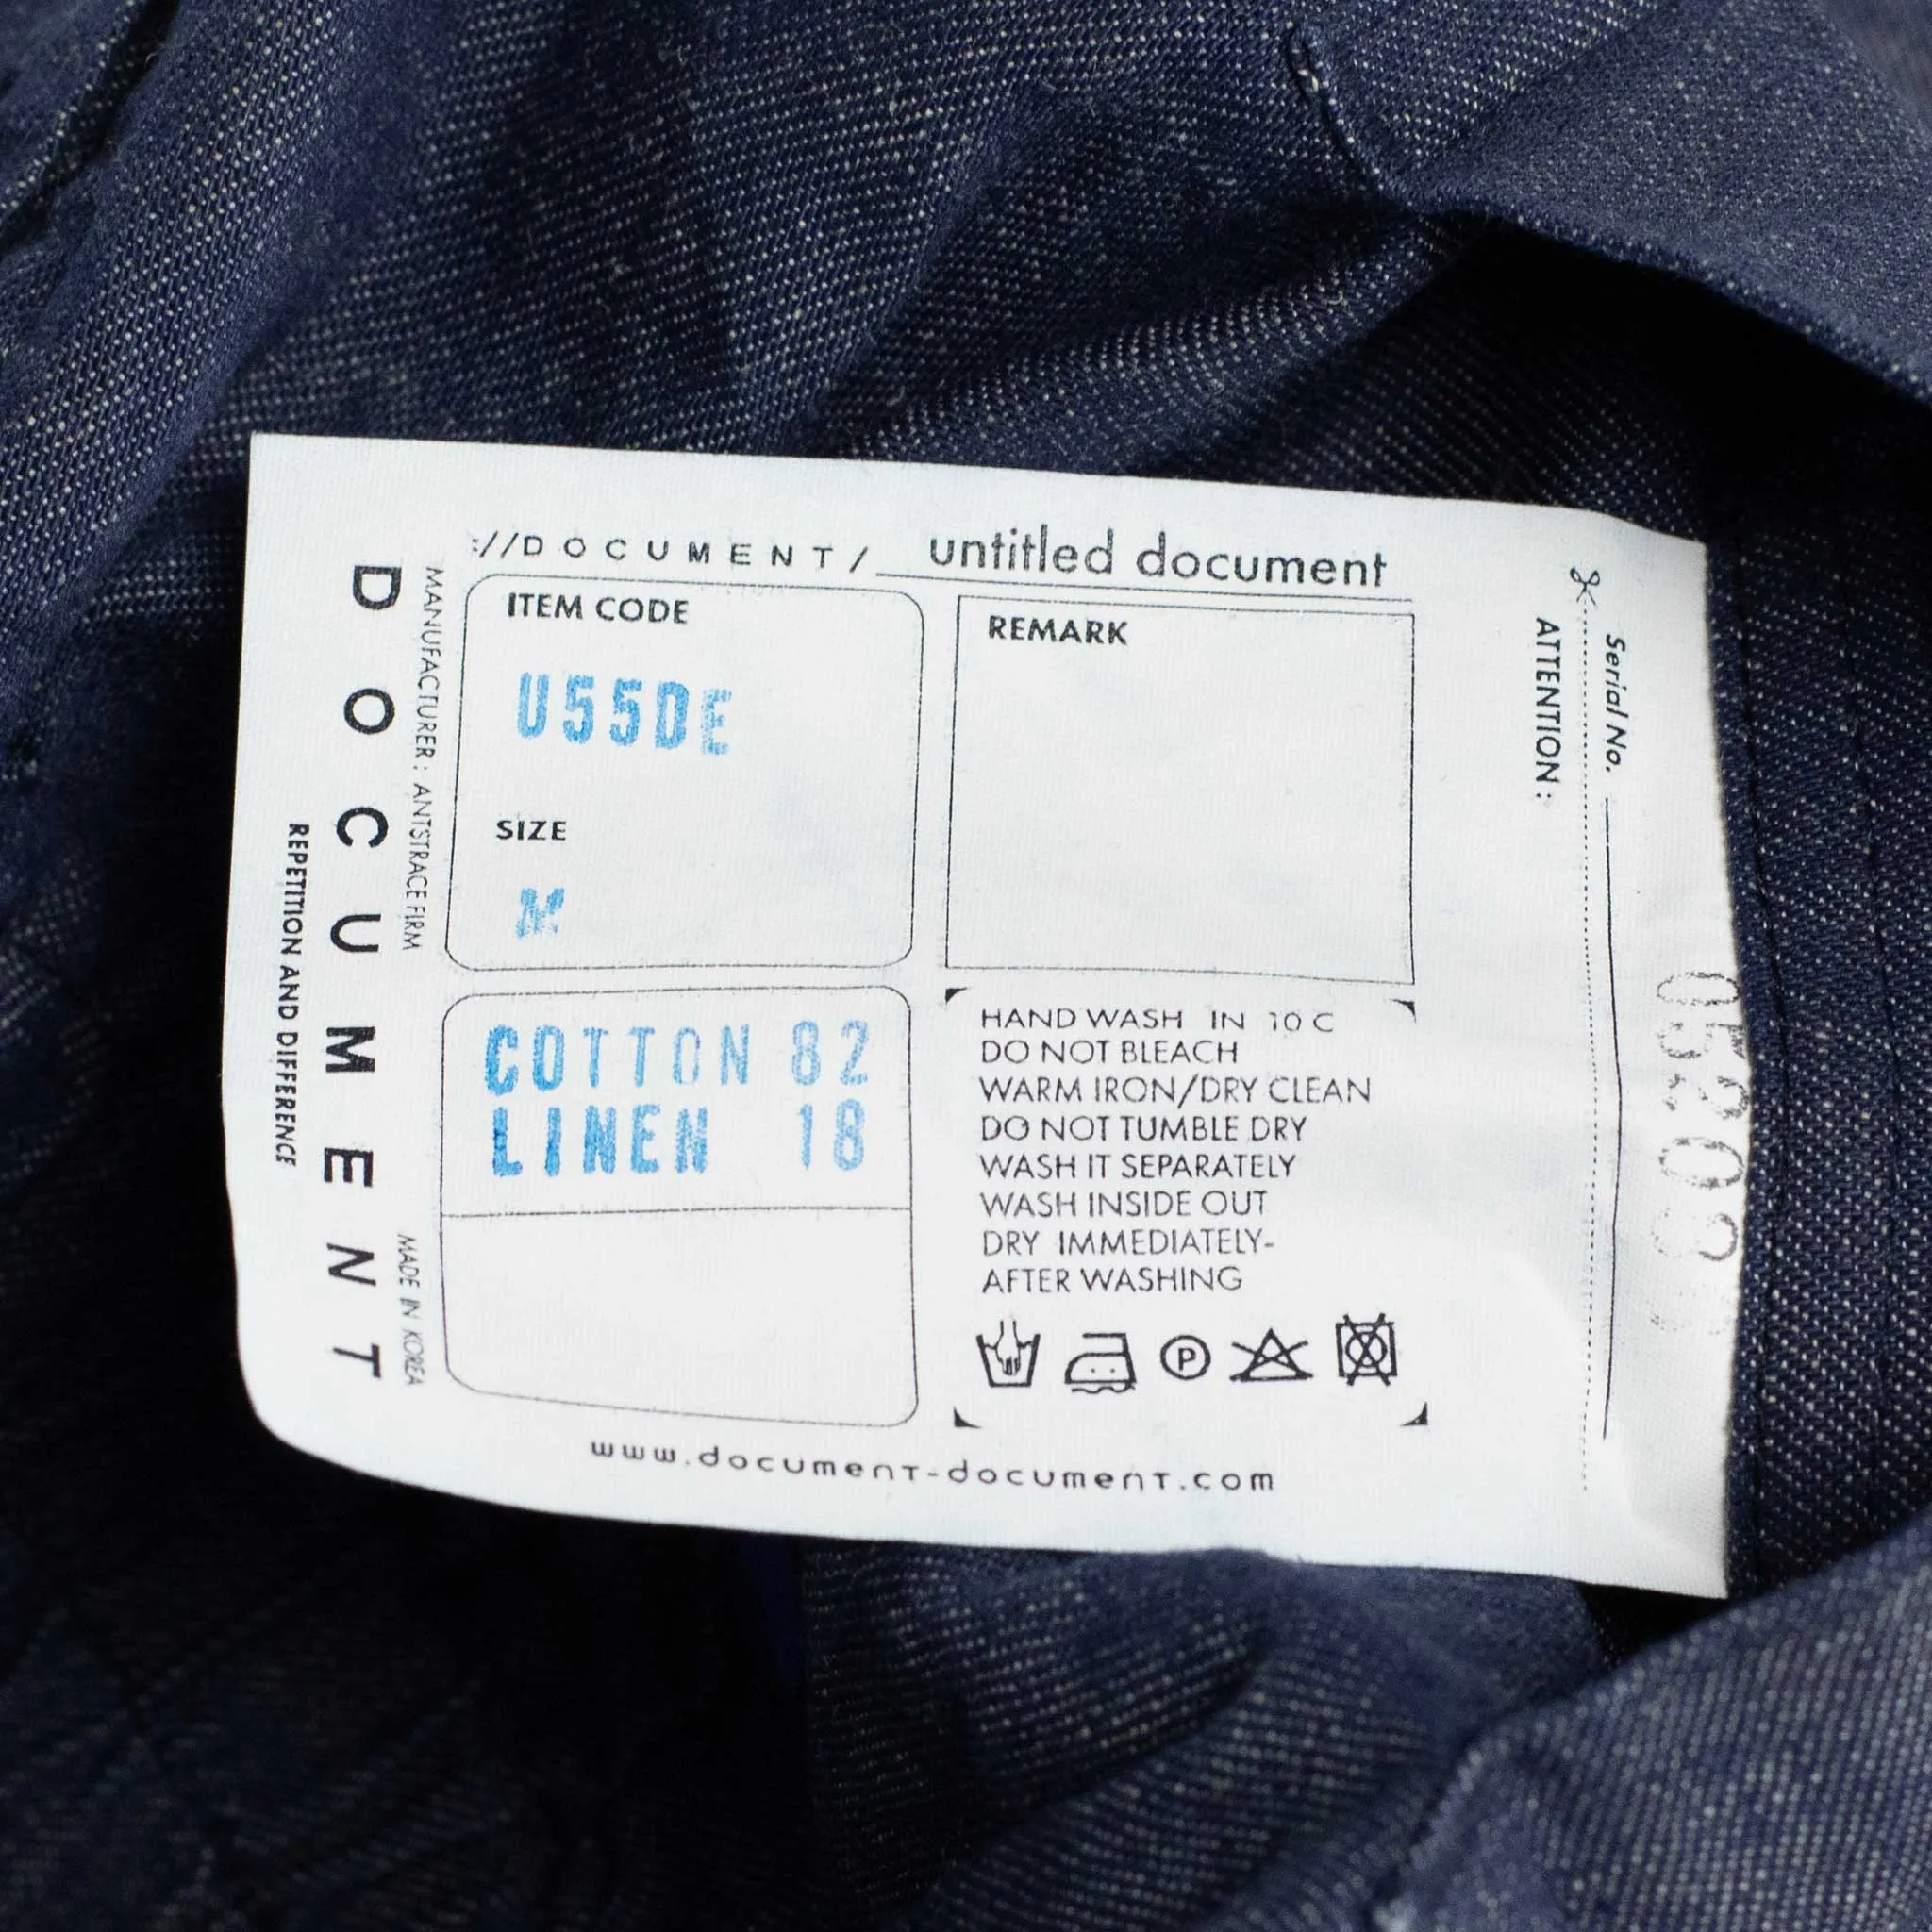 ://DOCUMENT/ untitled document
ITEM CODE
U55DE
SIZE
M
REMARK
COTTON 82
LINEN 18
HAND WASH IN 10 C
DO NOT BLEACH
WARM IRON/DRY CLEAN
DO NOT TUMBLE DRY
WASH IT SEPARATELY
WASH INSIDE OUT
DRY IMMEDIATELY-
AFTER WASHING
P
www.document-document.com
MANUFACTURER : ANTSTRACE FIRM
MADE IN KOREA
DOCUMENT
REPETITION AND DIFFERENCE
Serial No.
ATTENTION :